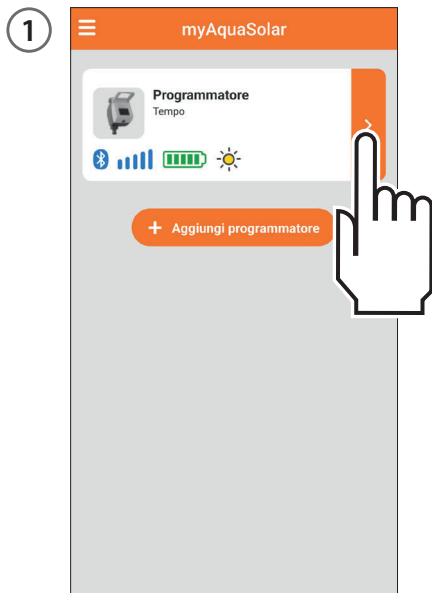 1
myAquaSolar
Programmatore
Tempo
+ Aggiungi programmatore